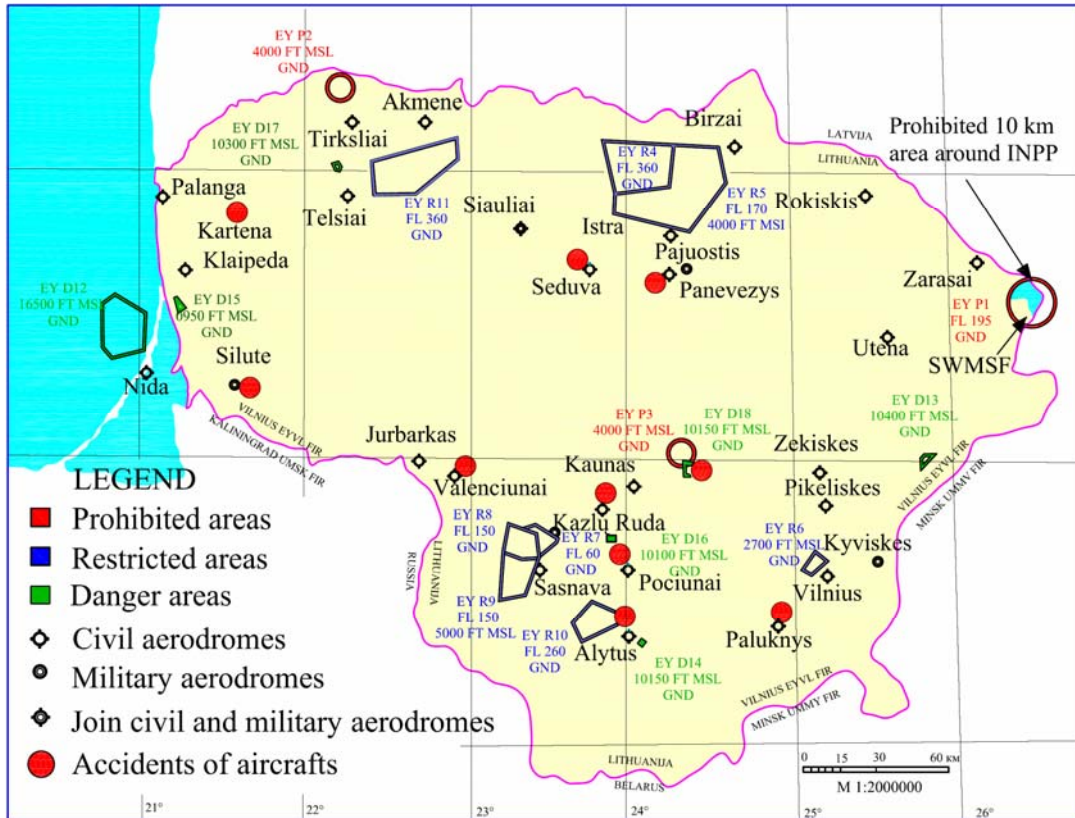 EY P2
4000 FT MSL
GND
Akmene
Tirksliai
EY D17
10300 FT MSL
GND
Birzai
LATVIJA
LITHUANIA
Prohibited 10 km
area around INPP
EY R4
FL 360
GND
Palanga
Kartena
Telsiai
EY R11
FL 360
GND
Siauliai
Istra
EY R5
FL 170
4000 FT MSI
Rokiskis
Klaipeda
Pajuostis
Seduva
Panevezys
Zarasai
EY D12
16500 FT MSL
GND
EY D15
0950 FT MSL
GND
EY P1
FL 195
GND
Utena
SWMSF
Silute
Nida
VILNIUS EYVL FIR
KALININGRAD UMSK FIR
EY P3
4000 FT MSL
GND
EY D18
10150 FT MSL
GND
EY D13
10400 FT MSL
GND
Jurbarkas
Valenciunai
Kaunas
Zekiskes
Pikeliskes
VILNIUS EYVL FIR
MINSK UMMV FIR
LEGEND
Prohibited areas
Restricted areas
Danger areas
Civil aerodromes
Military aerodromes
Join civil and military aerodromes
Accidents of aircrafts
EY R8
FL 150
GND
Kazlu Ruda
EY R7
FL 60
GND
EY D16
10100 FT MSL
GND
EY R6
2700 FT MSL
GND
Kyviskes
RUSSIA
LITHUANIJA
Sasnava
Pociunai
Vilnius
EY R9
FL 150
5000 FT MSL
EY R10
FL 260
GND
Alytus
Paluknys
EY D14
10150 FT MSL
GND
VILNIUS EYVL FIR
MINSK UMMV FIR
LITHUANIJA
BELARUS
0 15 30 60 KM
M 1:2000000
21° 22° 23° 24° 25° 26°